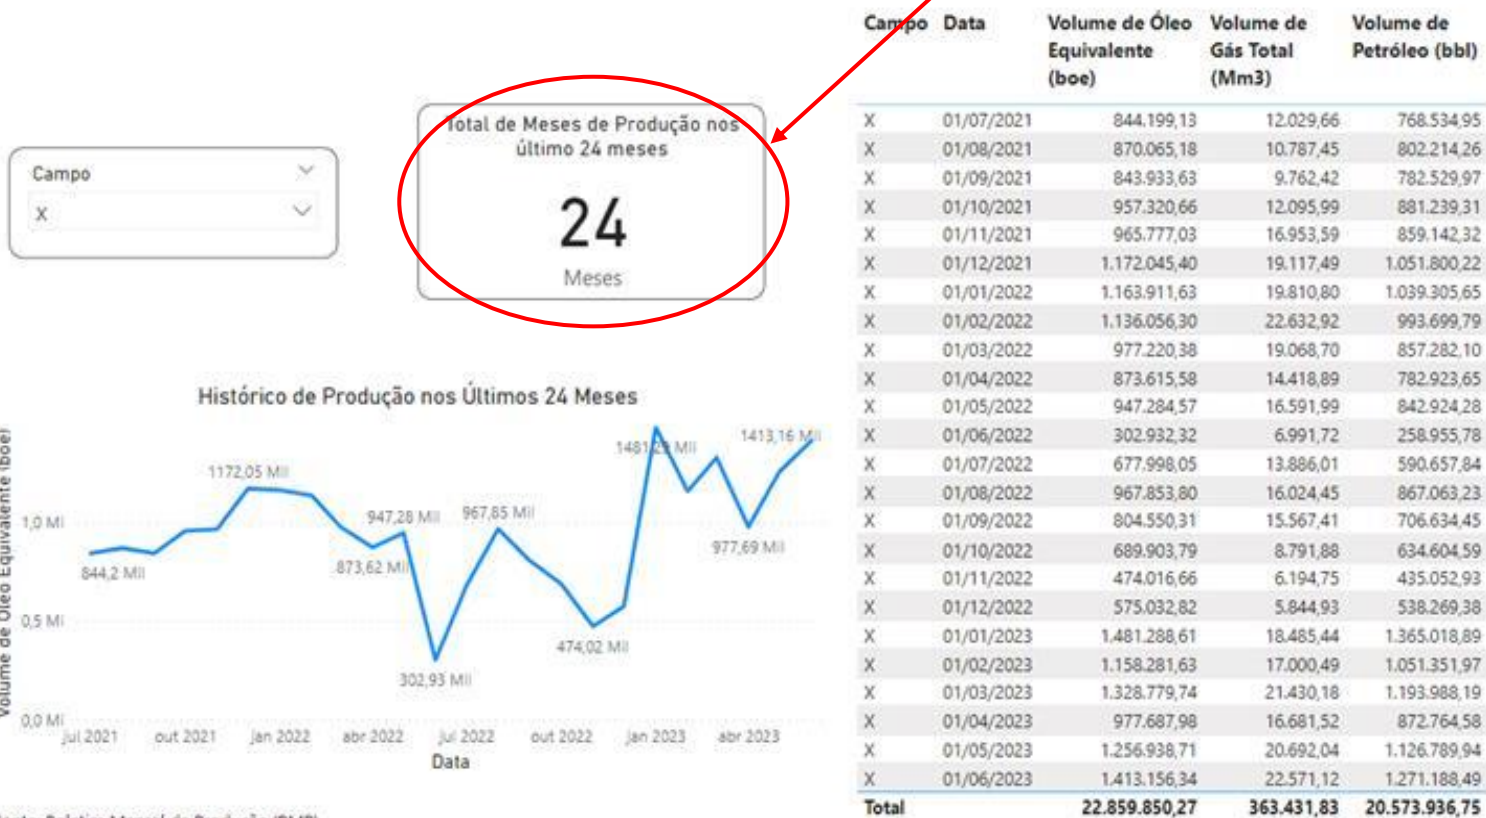 Campo
X
Total de Meses de Produção nos
último 24 meses
24
Meses
Histórico de Produção nos Últimos 24 Meses
Volume de Óleo Equivalente (boe)
1,0 Mi
0,5 Mi
0,0 Mi
844,2 Mil
1172,05 Mil
873,62 Mil
947,28 Mil
302,93 Mil
967,85 Mil
474,02 Mil
1481,29 Mil
977,69 Mil
1413,16 Mil
jul 2021 out 2021 jan 2022 abr 2022 jul 2022 out 2022 jan 2023 abr 2023
Data
Campo Data Volume de Óleo Equivalente (boe) Volume de Gás Total (Mm3) Volume de Petróleo (bbl)
X 01/07/2021 844.199,13 12.029,66 768.534,95
X 01/08/2021 870.065,18 10.787,45 802.214,26
X 01/09/2021 843.933,63 9.762,42 782.529,97
X 01/10/2021 957.320,66 12.095,99 881.239,31
X 01/11/2021 965.777,03 16.953,59 859.142,32
X 01/12/2021 1.172.045,40 19.117,49 1.051.800,22
X 01/01/2022 1.163.911,63 19.810,80 1.039.305,65
X 01/02/2022 1.136.056,30 22.632,92 993.699,79
X 01/03/2022 977.220,38 19.068,70 857.282,10
X 01/04/2022 873.615,58 14.418,89 782.923,65
X 01/05/2022 947.284,57 16.591,99 842.924,28
X 01/06/2022 302.932,32 6.991,72 258.955,78
X 01/07/2022 677.998,05 13.886,01 590.657,84
X 01/08/2022 967.853,80 16.024,45 867.063,23
X 01/09/2022 804.550,31 15.567,41 706.634,45
X 01/10/2022 689.903,79 8.791,88 634.604,59
X 01/11/2022 474.016,66 6.194,75 435.052,93
X 01/12/2022 575.032,82 5.844,93 538.269,38
X 01/01/2023 1.481.288,61 18.485,44 1.365.018,89
X 01/02/2023 1.158.281,63 17.000,49 1.051.351,97
X 01/03/2023 1.328.779,74 21.430,18 1.193.988,19
X 01/04/2023 977.687,98 16.681,52 872.764,58
X 01/05/2023 1.256.938,71 20.692,04 1.126.789,94
X 01/06/2023 1.413.156,34 22.571,12 1.271.188,49
Total 22.859.850,27 363.431,83 20.573.936,75